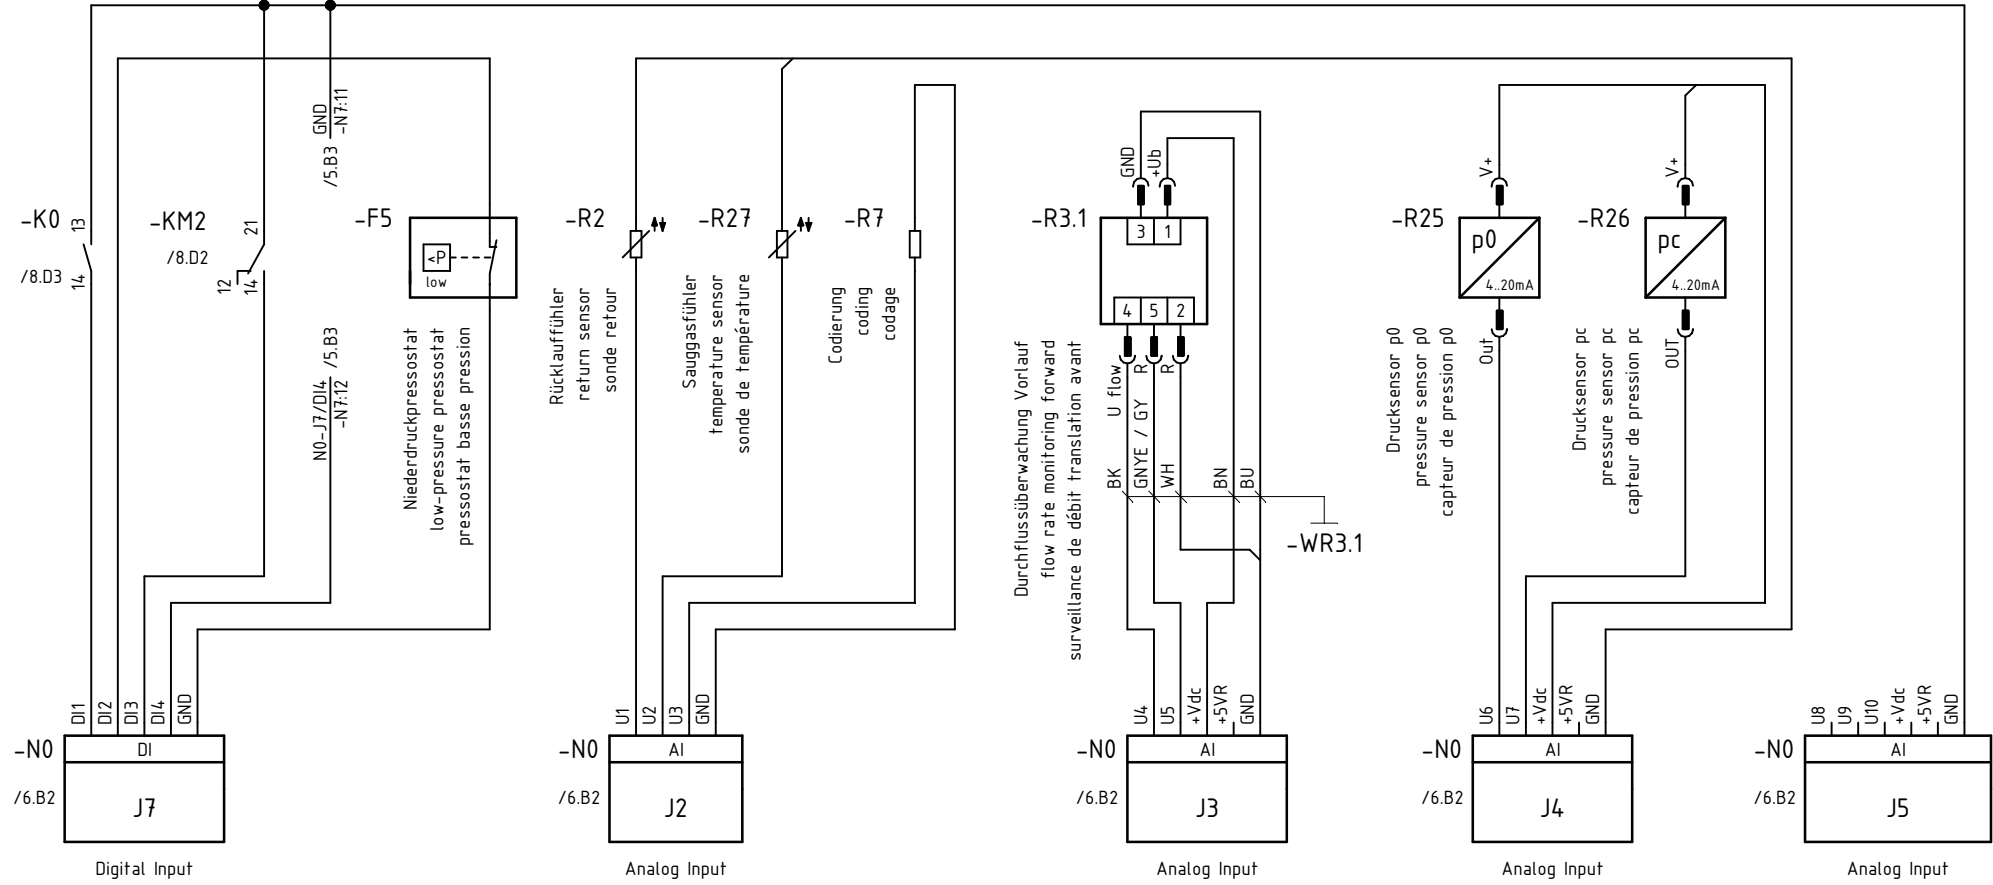 GND
-N7:11
/5.B3
-K0
13
14
/8.D3
-KM2
/8.D2
21
12
14
-F5
<P
low
Niederdruckpressostat
low-pressure pressostat
pressostat basse pression
N0-J7/DI4 /5.B3
-N7:12
-R2
Rücklauffühler
return sensor
sonde retour
-R27
Sauggasfühler
temperature sensor
sonde de température
-R7
Codierung
coding
codage
-R3.1
GND
+Ub
3 1
4 5 2
U flow
R
R
BK
GNYE / GY
WH
BN
BU
-WR3.1
Durchflussüberwachung Vorlauf
flow rate monitoring forward
surveillance de débit translation avant
-R25
V+
p0
4..20mA
Out
Drucksensor p0
pressure sensor p0
capteur de pression p0
-R26
V+
pc
4..20mA
OUT
Drucksensor pc
pressure sensor pc
capteur de pression pc
DI1
DI2
DI3
DI4
GND
-N0
DI
/6.B2
J7
Digital Input
U1
U2
U3
GND
-N0
AI
/6.B2
J2
Analog Input
U4
U5
+Vdc
+5VR
GND
-N0
AI
/6.B2
J3
Analog Input
U6
U7
+Vdc
+5VR
GND
-N0
AI
/6.B2
J4
Analog Input
U8
U9
U10
+Vdc
+5VR
GND
-N0
AI
/6.B2
J5
Analog Input